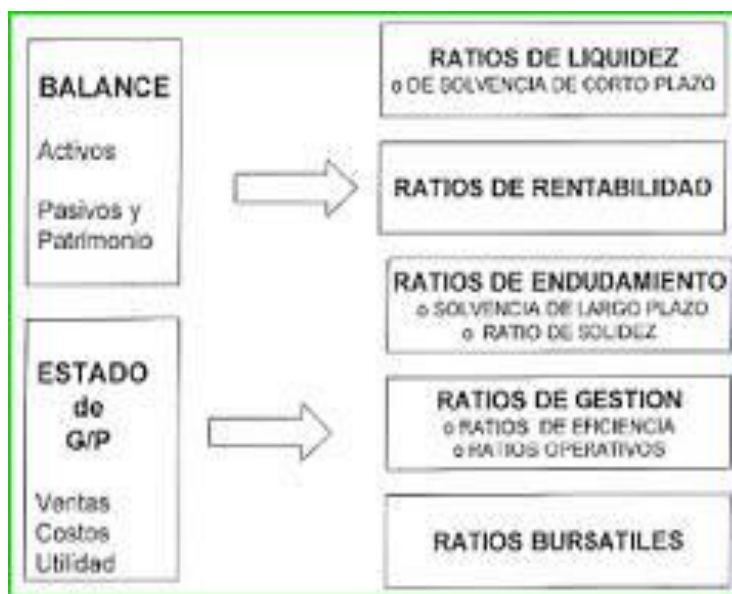 BALANCE
Activos
Pasivos y
Patrimonio
ESTADO
de
G/P
Ventas
Costos
Utilidad
RATIOS DE LIQUIDEZ
o DE SOLVENCIA DE CORTO PLAZO
RATIOS DE RENTABILIDAD
RATIOS DE ENDUDAMIENTO
o SOLVENCIA DE LARGO PLAZO
o RATIO DE SOLIDEZ
RATIOS DE GESTION
o RATIOS DE EFICIENCIA
o RATIOS OPERATIVOS
RATIOS BURSATILES